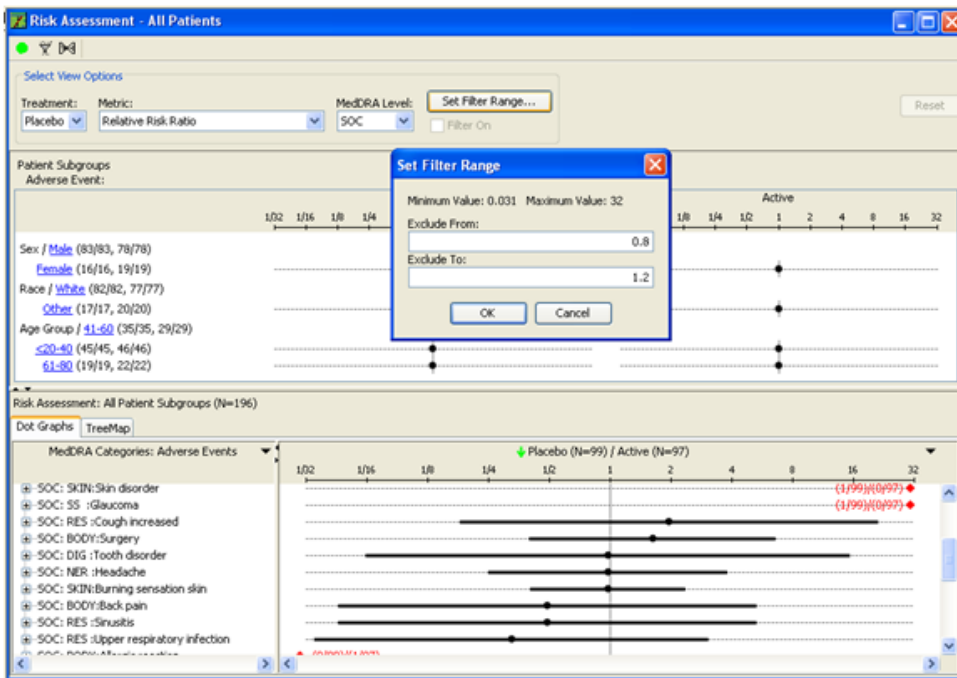 Risk Assessment - All Patients
Select View Options
Treatment: Metric: MedDRA Level: Set Filter Range...
Placebo Relative Risk Ratio SOC Filter On Reset
Patient Subgroups
Adverse Event:
Set Filter Range
Minimum Value: 0.031 Maximum Value: 32
Exclude From:
0.8
Exclude To:
1.2
OK Cancel
Active
1/32 1/16 1/8 1/4 1/8 1/4 1/2 1 2 4 8 16 32
Sex / Male (83/83, 78/78)
Female (16/16, 19/19)
Race / White (82/82, 77/77)
Other (17/17, 20/20)
Age Group / 41-60 (35/35, 29/29)
<20-40 (45/45, 46/46)
61-80 (19/19, 22/22)
Risk Assessment: All Patient Subgroups (N=196)
Dot Graphs TreeMap
MedDRA Categories: Adverse Events Placebo (N=99) / Active (N=97)
1/32 1/16 1/8 1/4 1/2 1 2 4 8 16 32
SOC: SKIN:Skin disorder (1/99)/(0/97)
SOC: SS :Glaucoma (1/99)/(0/97)
SOC: RES :Cough increased
SOC: BODY:Surgery
SOC: DIG :Tooth disorder
SOC: NER :Headache
SOC: SKIN:Burning sensation skin
SOC: BODY:Back pain
SOC: RES :Sinusitis
SOC: RES :Upper respiratory infection